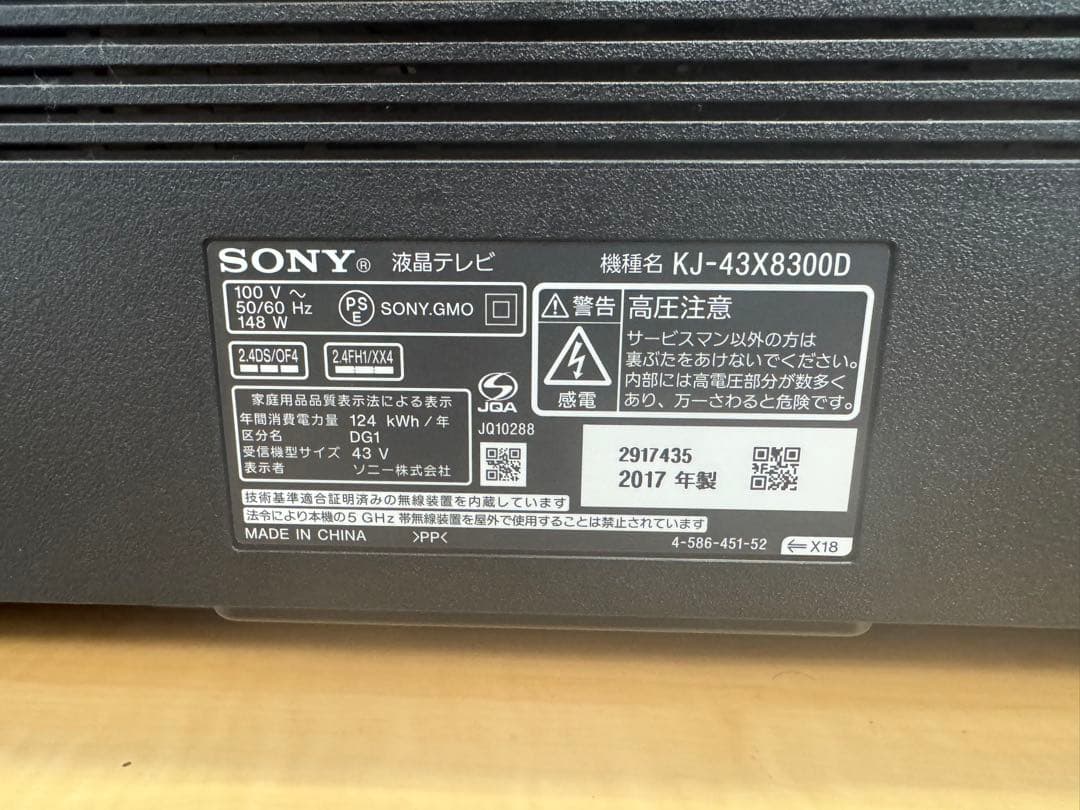 SONY® 液晶テレビ
機種名 KJ-43X8300D
100 V ～
50/60 Hz
148 W
PS
E
SONY.GMO
2.4DS/OF4
2.4FH1/XX4
家庭用品品質表示法による表示
年間消費電力量 124 kWh/年
区分名 DG1
受信機型サイズ 43 V
表示者 ソニー株式会社
JQA
JQ10288
警告
感電
高圧注意
サービスマン以外の方は
裏ぶたをあけないでください。
内部には高電圧部分が数多く
あり、万一さわると危険です。
2917435
2017 年製
技術基準適合証明済みの無線装置を内蔵しています
法令により本機の5 GHz 帯無線装置を屋外で使用することは禁止されています
MADE IN CHINA >PP<
4-586-451-52 ⇐X18